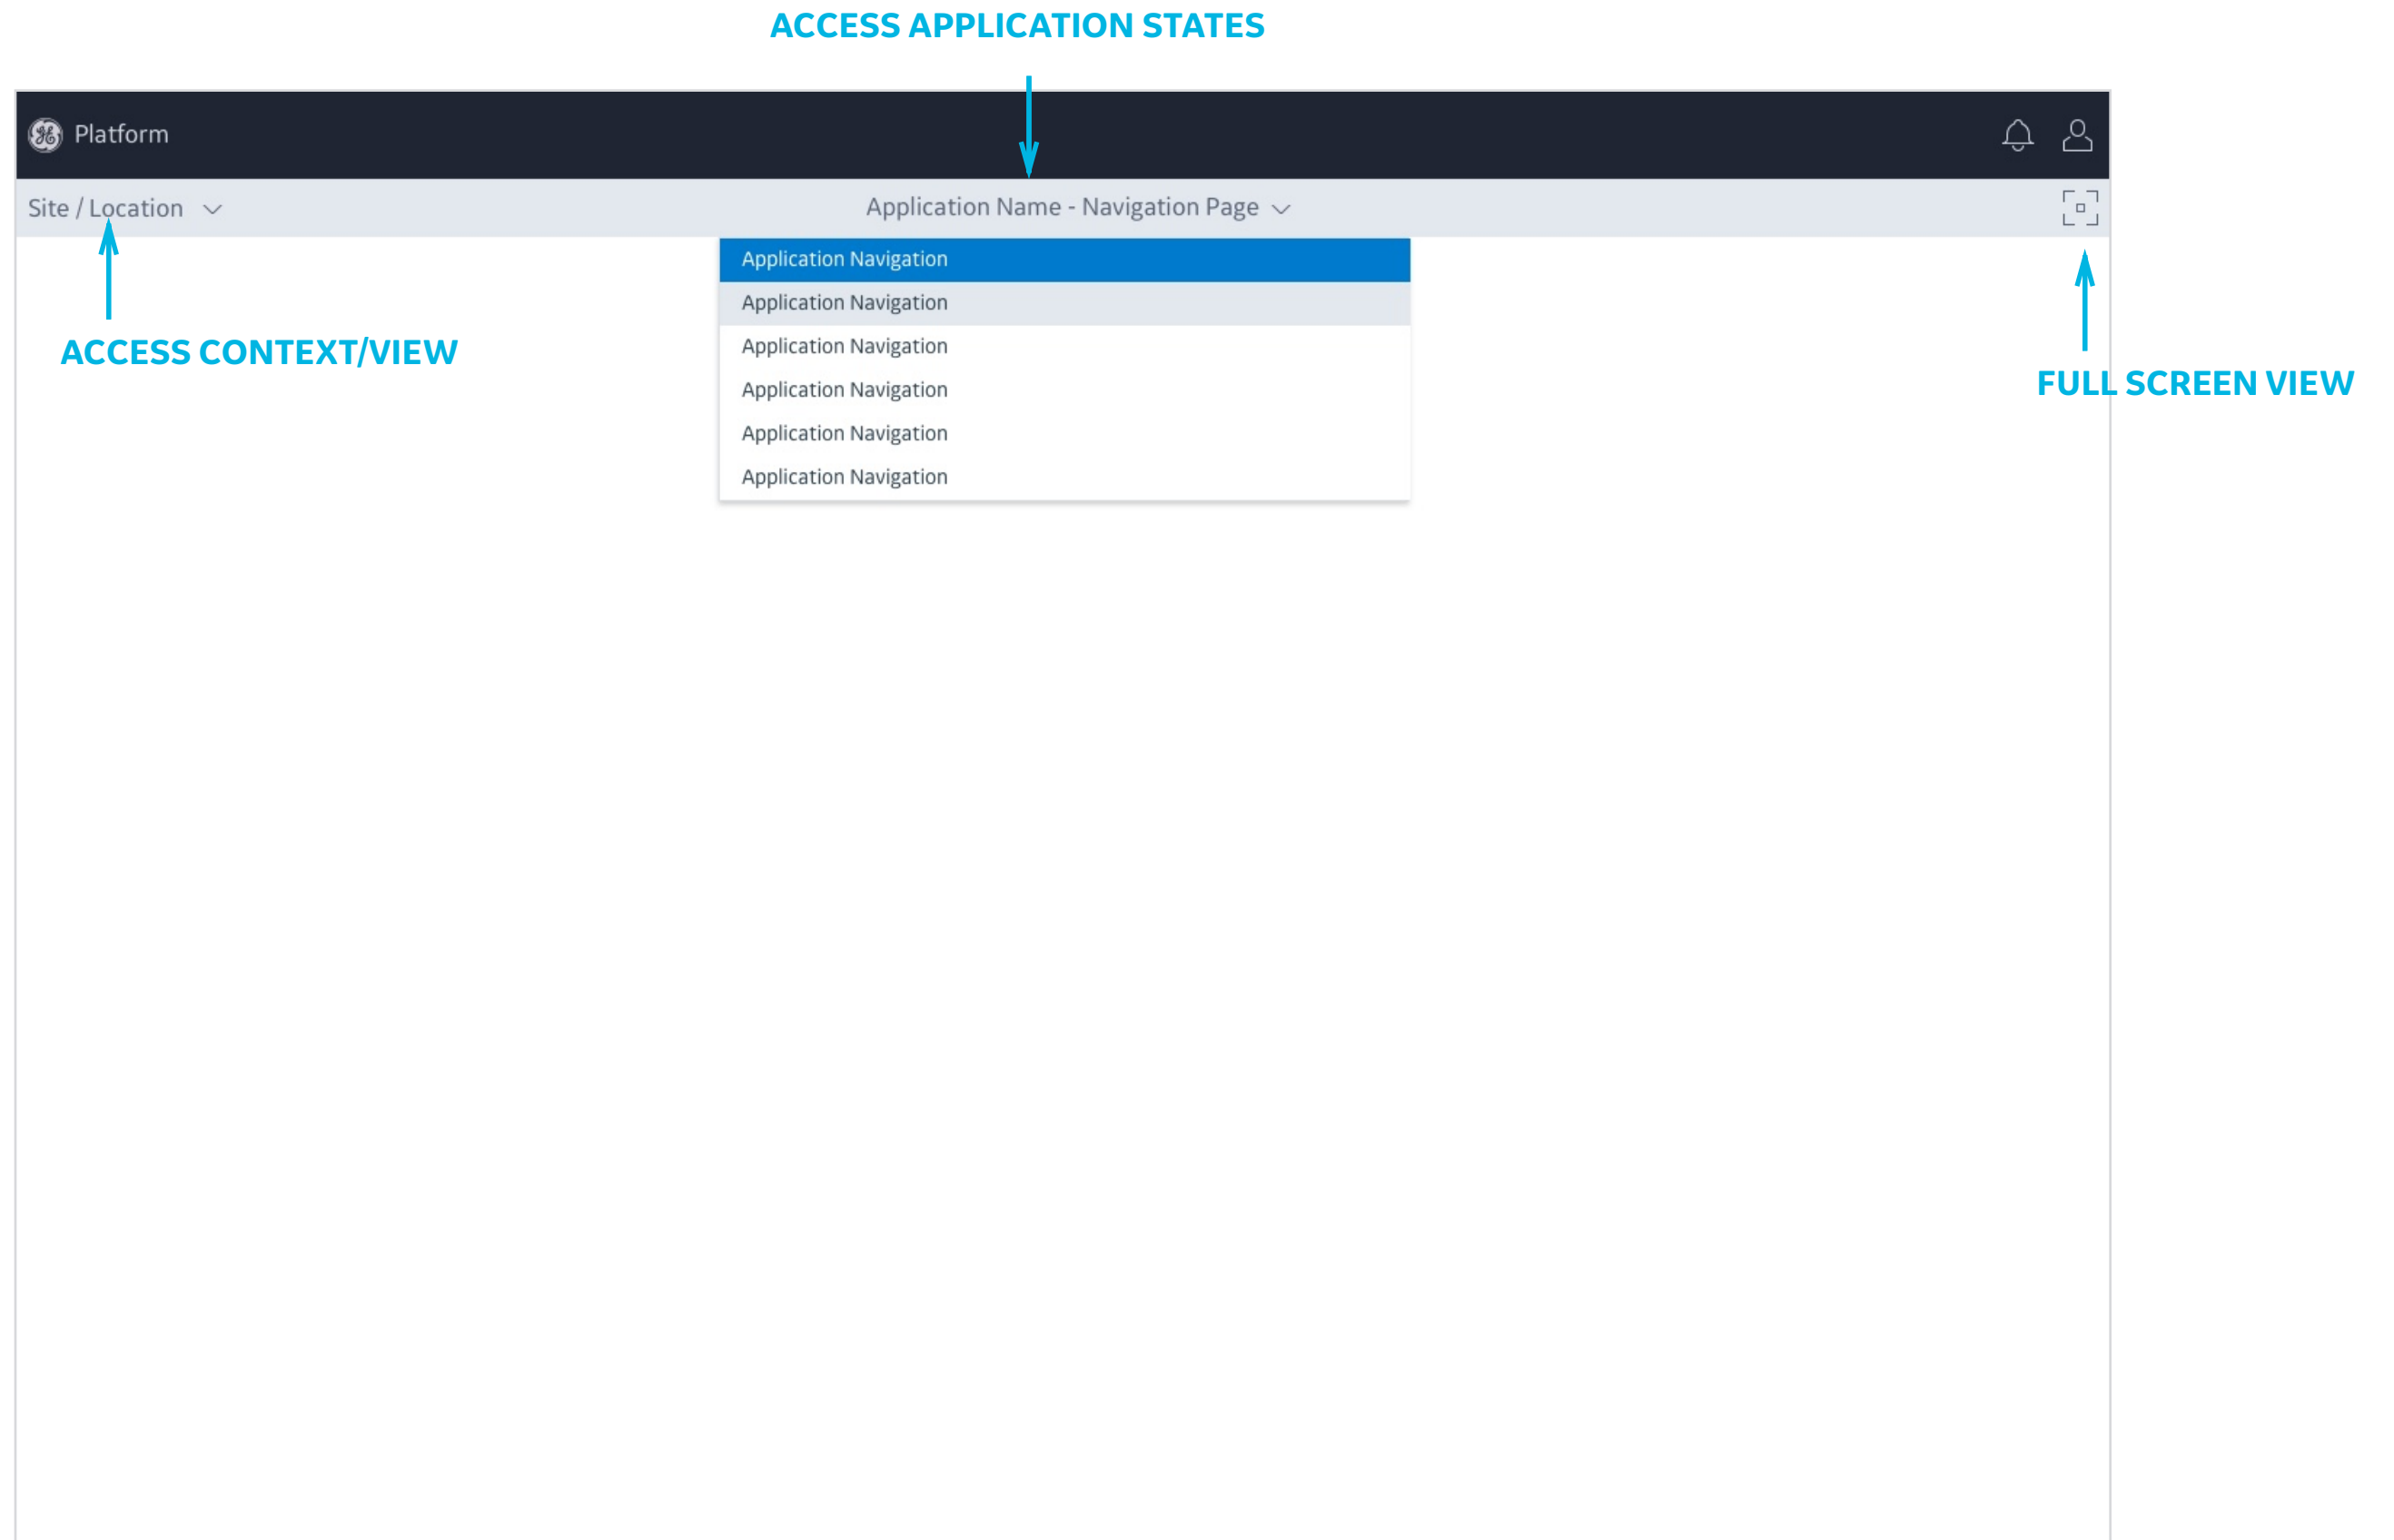 ACCESS APPLICATION STATES
Platform
Site / Location
Application Name - Navigation Page
Application Navigation
Application Navigation
Application Navigation
Application Navigation
Application Navigation
Application Navigation
ACCESS CONTEXT/VIEW
FULL SCREEN VIEW